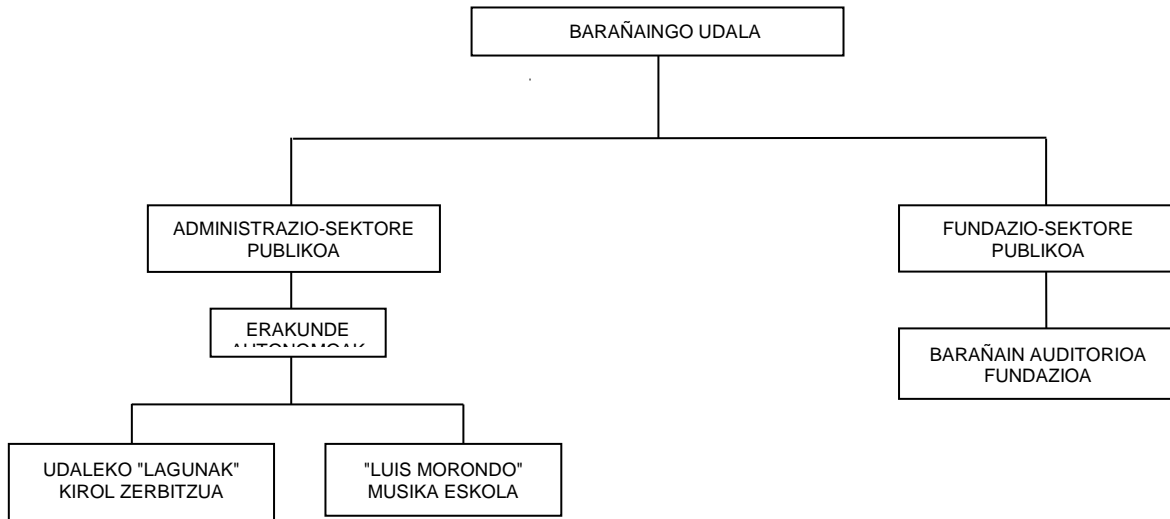 BARAÑAINGO UDALA
ADMINISTRAZIO-SEKTORE
PUBLIKOA
FUNDAZIO-SEKTORE
PUBLIKOA
ERAKUNDE
AUTONOMOAK
BARAÑAIN AUDITORIOA
FUNDAZIOA
UDALEKO "LAGUNAK"
KIROL ZERBITZUA
"LUIS MORONDO"
MUSIKA ESKOLA